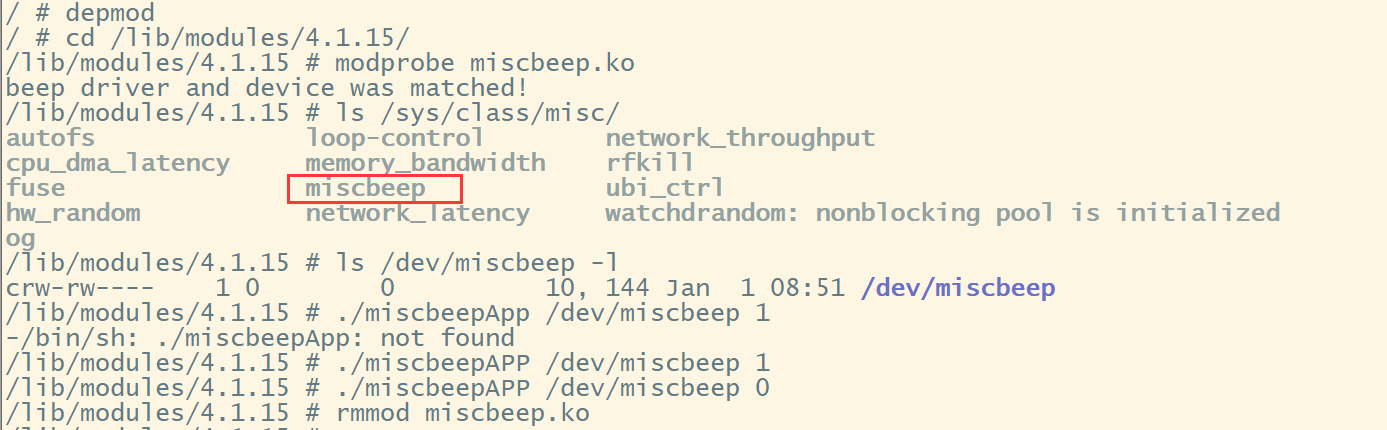 / # depmod
/ # cd /lib/modules/4.1.15/
/lib/modules/4.1.15 # modprobe miscbeep.ko
beep driver and device was matched!
/lib/modules/4.1.15 # ls /sys/class/misc/
autofs              loop-control        network_throughput
cpu_dma_latency     memory_bandwidth    rfkill
fuse                miscbeep            ubi_ctrl
hw_random           network_latency     watchdrandom: nonblocking pool is initialized
og
/lib/modules/4.1.15 # ls /dev/miscbeep -l
crw-rw----    1 0        0          10, 144 Jan  1 08:51 /dev/miscbeep
/lib/modules/4.1.15 # ./miscbeepApp /dev/miscbeep 1
-/bin/sh: ./miscbeepApp: not found
/lib/modules/4.1.15 # ./miscbeepAPP /dev/miscbeep 1
/lib/modules/4.1.15 # ./miscbeepAPP /dev/miscbeep 0
/lib/modules/4.1.15 # rmmod miscbeep.ko